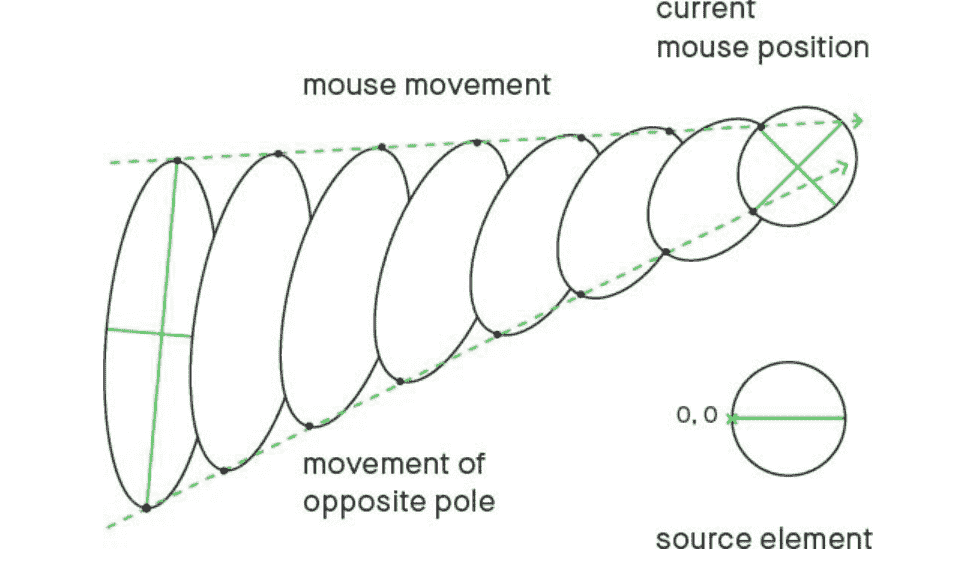 current
mouse position
mouse movement
0, 0
movement of
opposite pole
source element